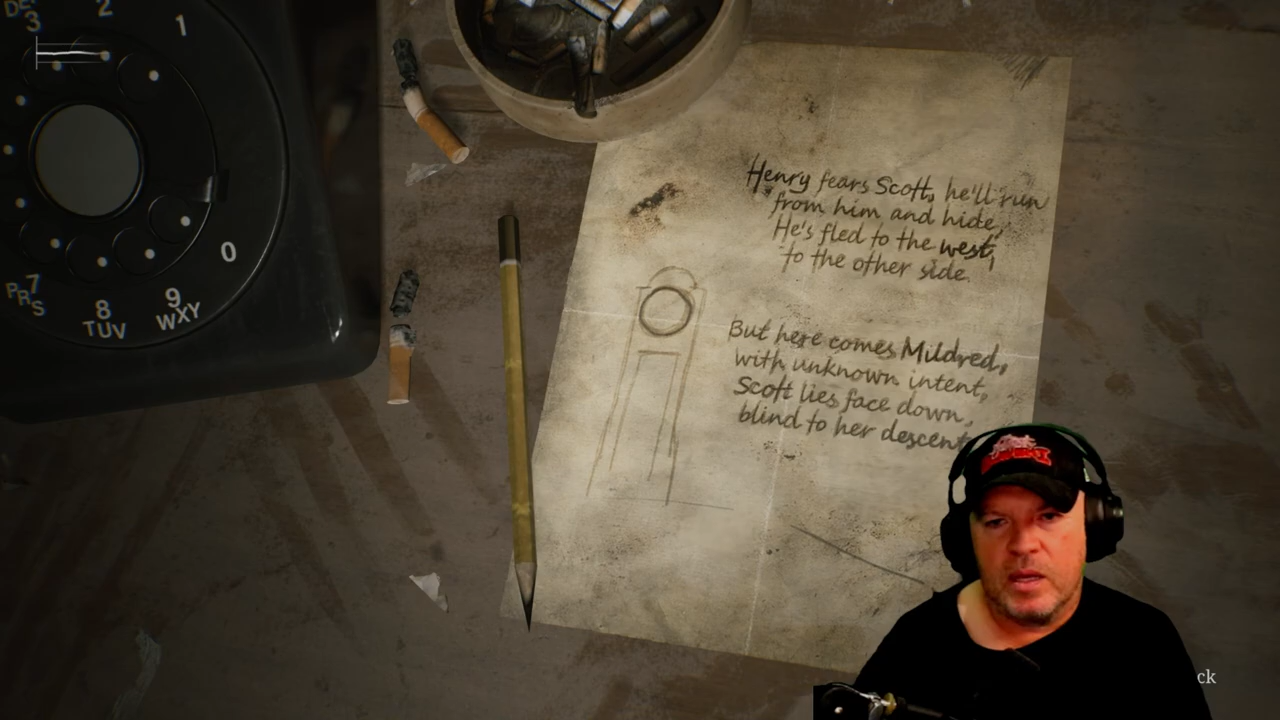 DE
3
2
1
0
9
WXY
8
TUV
7
PRS
Henry fears Scott, he'll run
from him and hide,
He's fled to the west,
to the other side.
But here comes Mildred,
with unknown intent,
Scott lies face down,
blind to her descent
ck